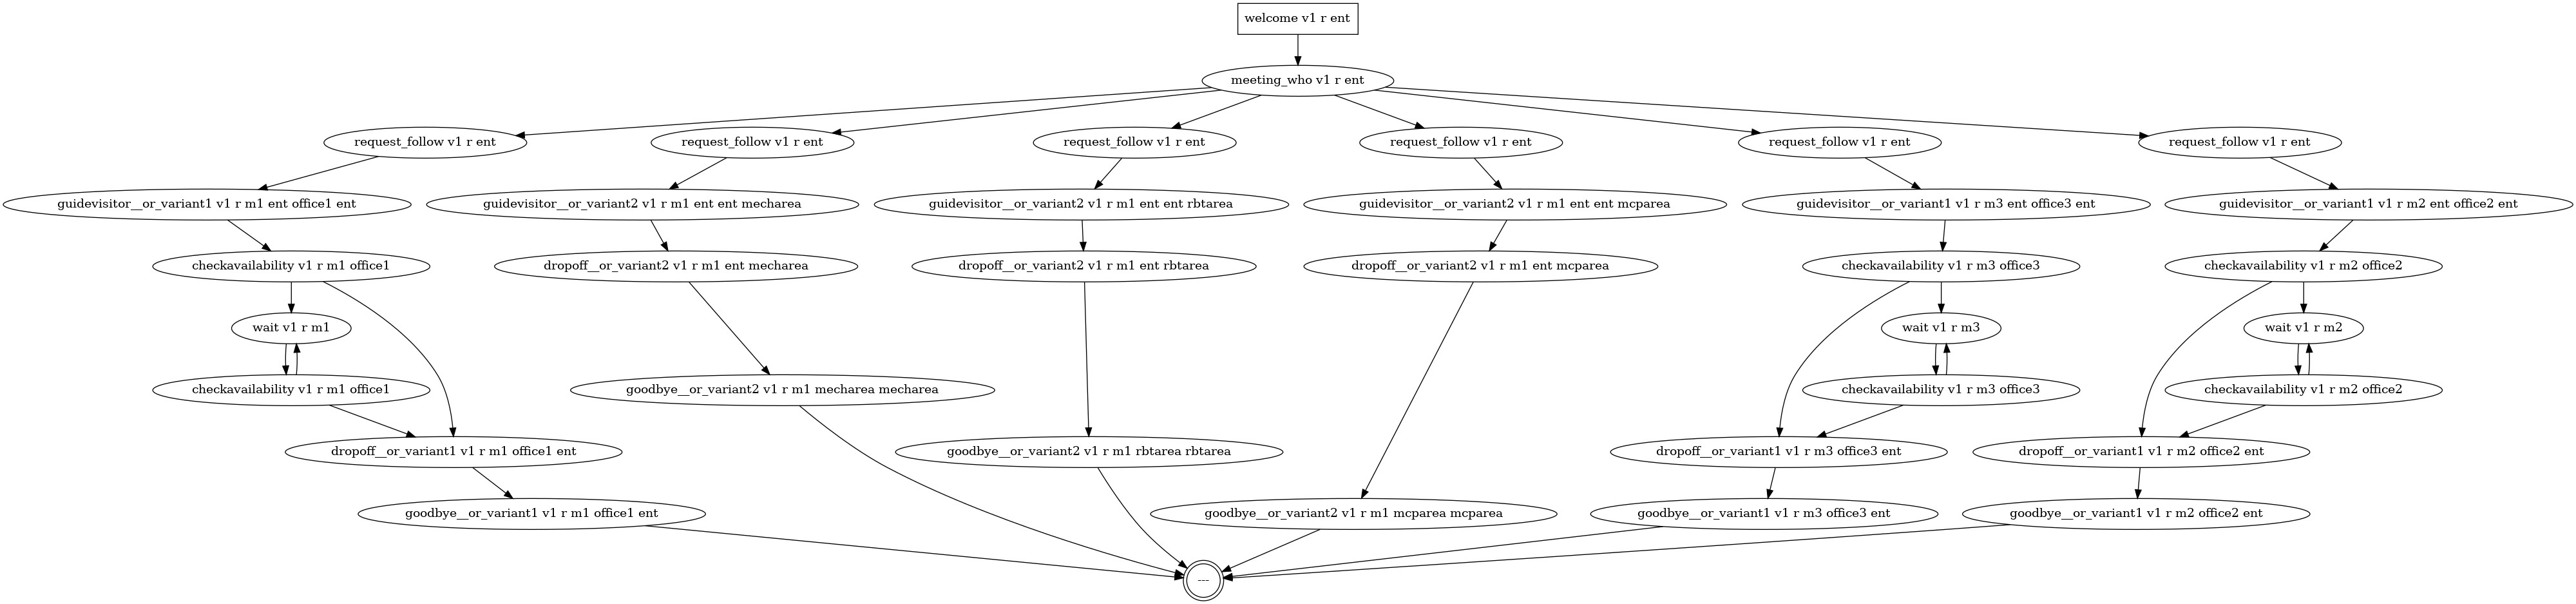 welcome v1 r ent
meeting_who v1 r ent
request_follow v1 r ent
request_follow v1 r ent
request_follow v1 r ent
request_follow v1 r ent
request_follow v1 r ent
request_follow v1 r ent
guidevisitor__or_variant1 v1 r m1 ent office1 ent
guidevisitor__or_variant2 v1 r m1 ent ent mecharea
guidevisitor__or_variant2 v1 r m1 ent ent rbtarea
guidevisitor__or_variant2 v1 r m1 ent ent mcparea
guidevisitor__or_variant1 v1 r m3 ent office3 ent
guidevisitor__or_variant1 v1 r m2 ent office2 ent
checkavailability v1 r m1 office1
dropoff__or_variant2 v1 r m1 ent mecharea
dropoff__or_variant2 v1 r m1 ent rbtarea
dropoff__or_variant2 v1 r m1 ent mcparea
checkavailability v1 r m3 office3
checkavailability v1 r m2 office2
wait v1 r m1
wait v1 r m3
wait v1 r m2
checkavailability v1 r m1 office1
goodbye__or_variant2 v1 r m1 mecharea mecharea
checkavailability v1 r m3 office3
checkavailability v1 r m2 office2
dropoff__or_variant1 v1 r m1 office1 ent
goodbye__or_variant2 v1 r m1 rbtarea rbtarea
dropoff__or_variant1 v1 r m3 office3 ent
dropoff__or_variant1 v1 r m2 office2 ent
goodbye__or_variant1 v1 r m1 office1 ent
goodbye__or_variant2 v1 r m1 mcparea mcparea
goodbye__or_variant1 v1 r m3 office3 ent
goodbye__or_variant1 v1 r m2 office2 ent
---